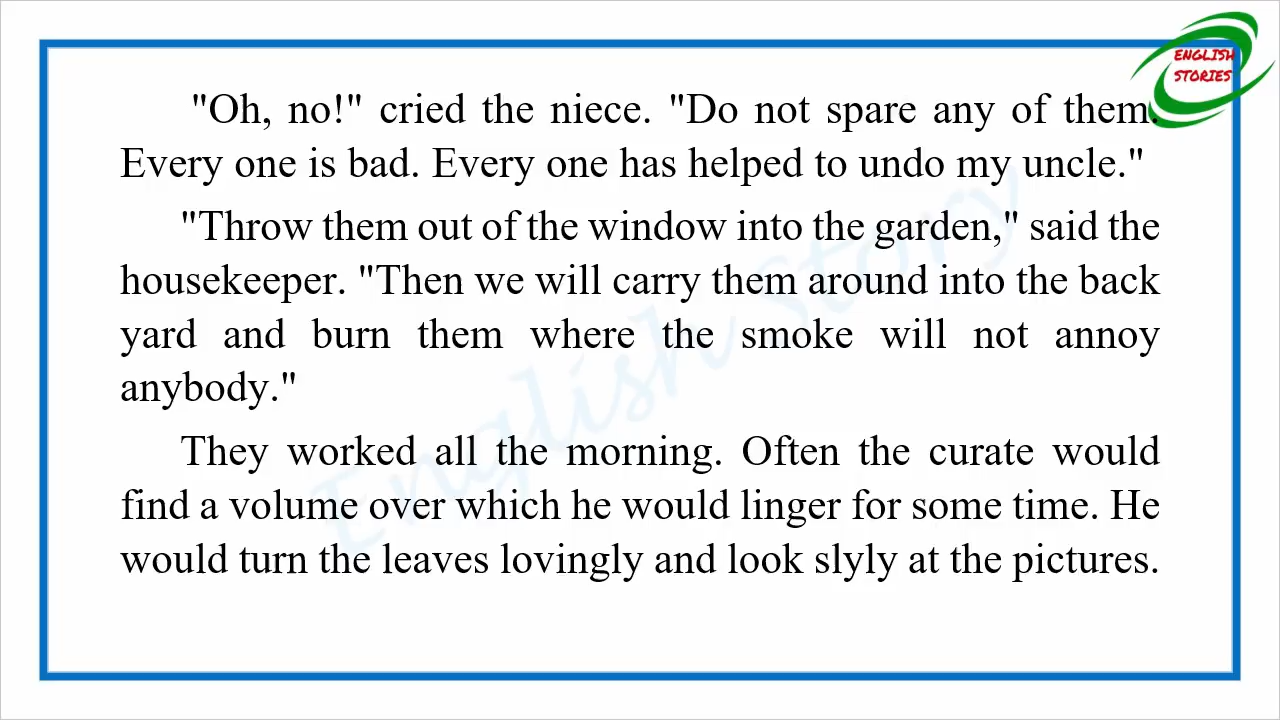 ENGLISH
STORIES
"Oh, no!" cried the niece. "Do not spare any of them.
Every one is bad. Every one has helped to undo my uncle."
"Throw them out of the window into the garden," said the
housekeeper. "Then we will carry them around into the back
yard and burn them where the smoke will not annoy
anybody."
They worked all the morning. Often the curate would
find a volume over which he would linger for some time. He
would turn the leaves lovingly and look slyly at the pictures.
English Story